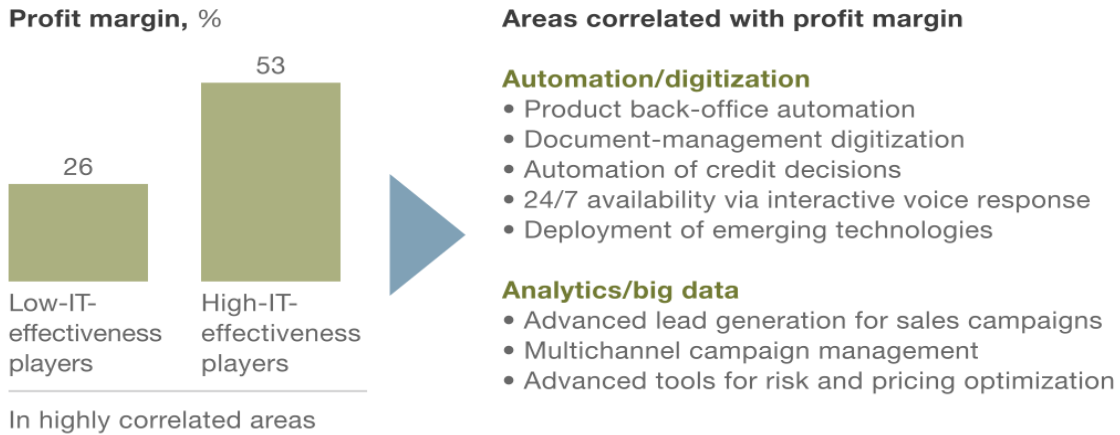 Profit margin, %
53
26
Low-IT-
effectiveness
players
High-IT-
effectiveness
players
In highly correlated areas
Areas correlated with profit margin
Automation/digitization
• Product back-office automation
• Document-management digitization
• Automation of credit decisions
• 24/7 availability via interactive voice response
• Deployment of emerging technologies
Analytics/big data
• Advanced lead generation for sales campaigns
• Multichannel campaign management
• Advanced tools for risk and pricing optimization